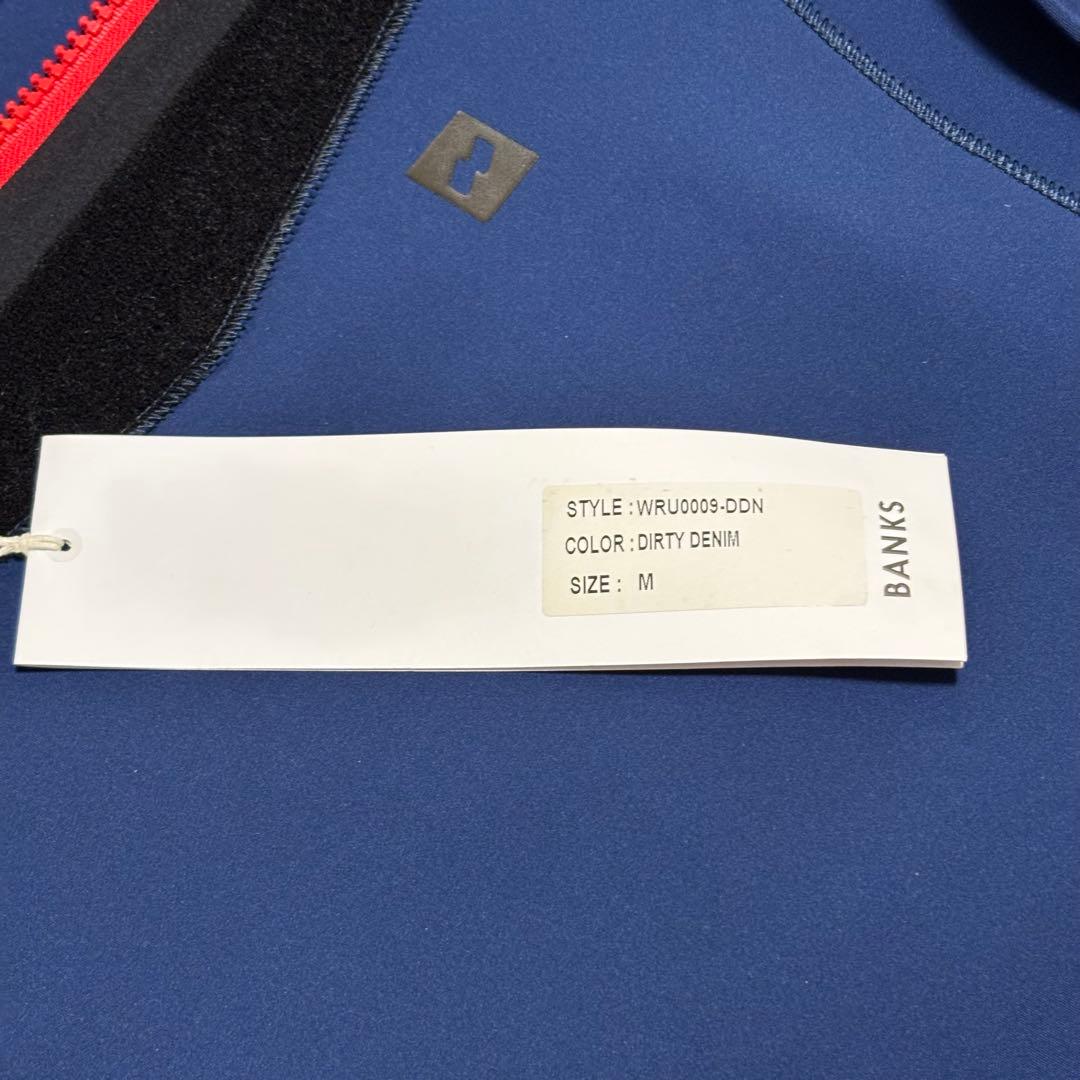 STYLE : WRU0009-DDN
COLOR : DIRTY DENIM
SIZE : M
BANKS